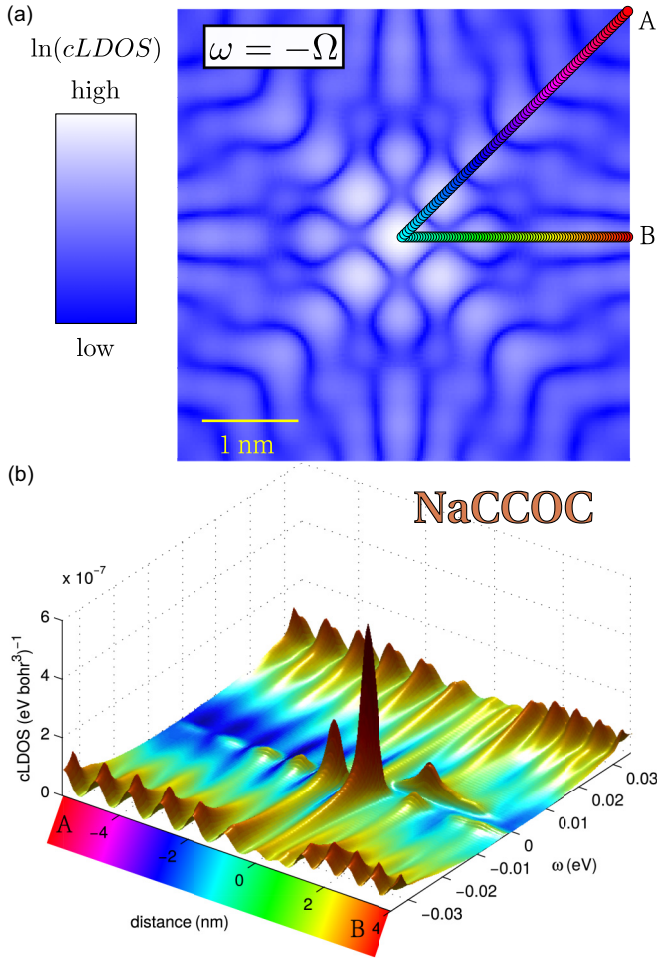 (a)
ln(cLDOS)
high
low
ω = −Ω
A
B
1 nm
(b)
NaCCOC
x 10⁻⁷
6
4
2
0
cLDOS (eV bohr³)⁻¹
A
−4
−2
0
2
B 4
distance (nm)
0.03
0.02
0.01
0
−0.01
−0.02
−0.03
ω (eV)